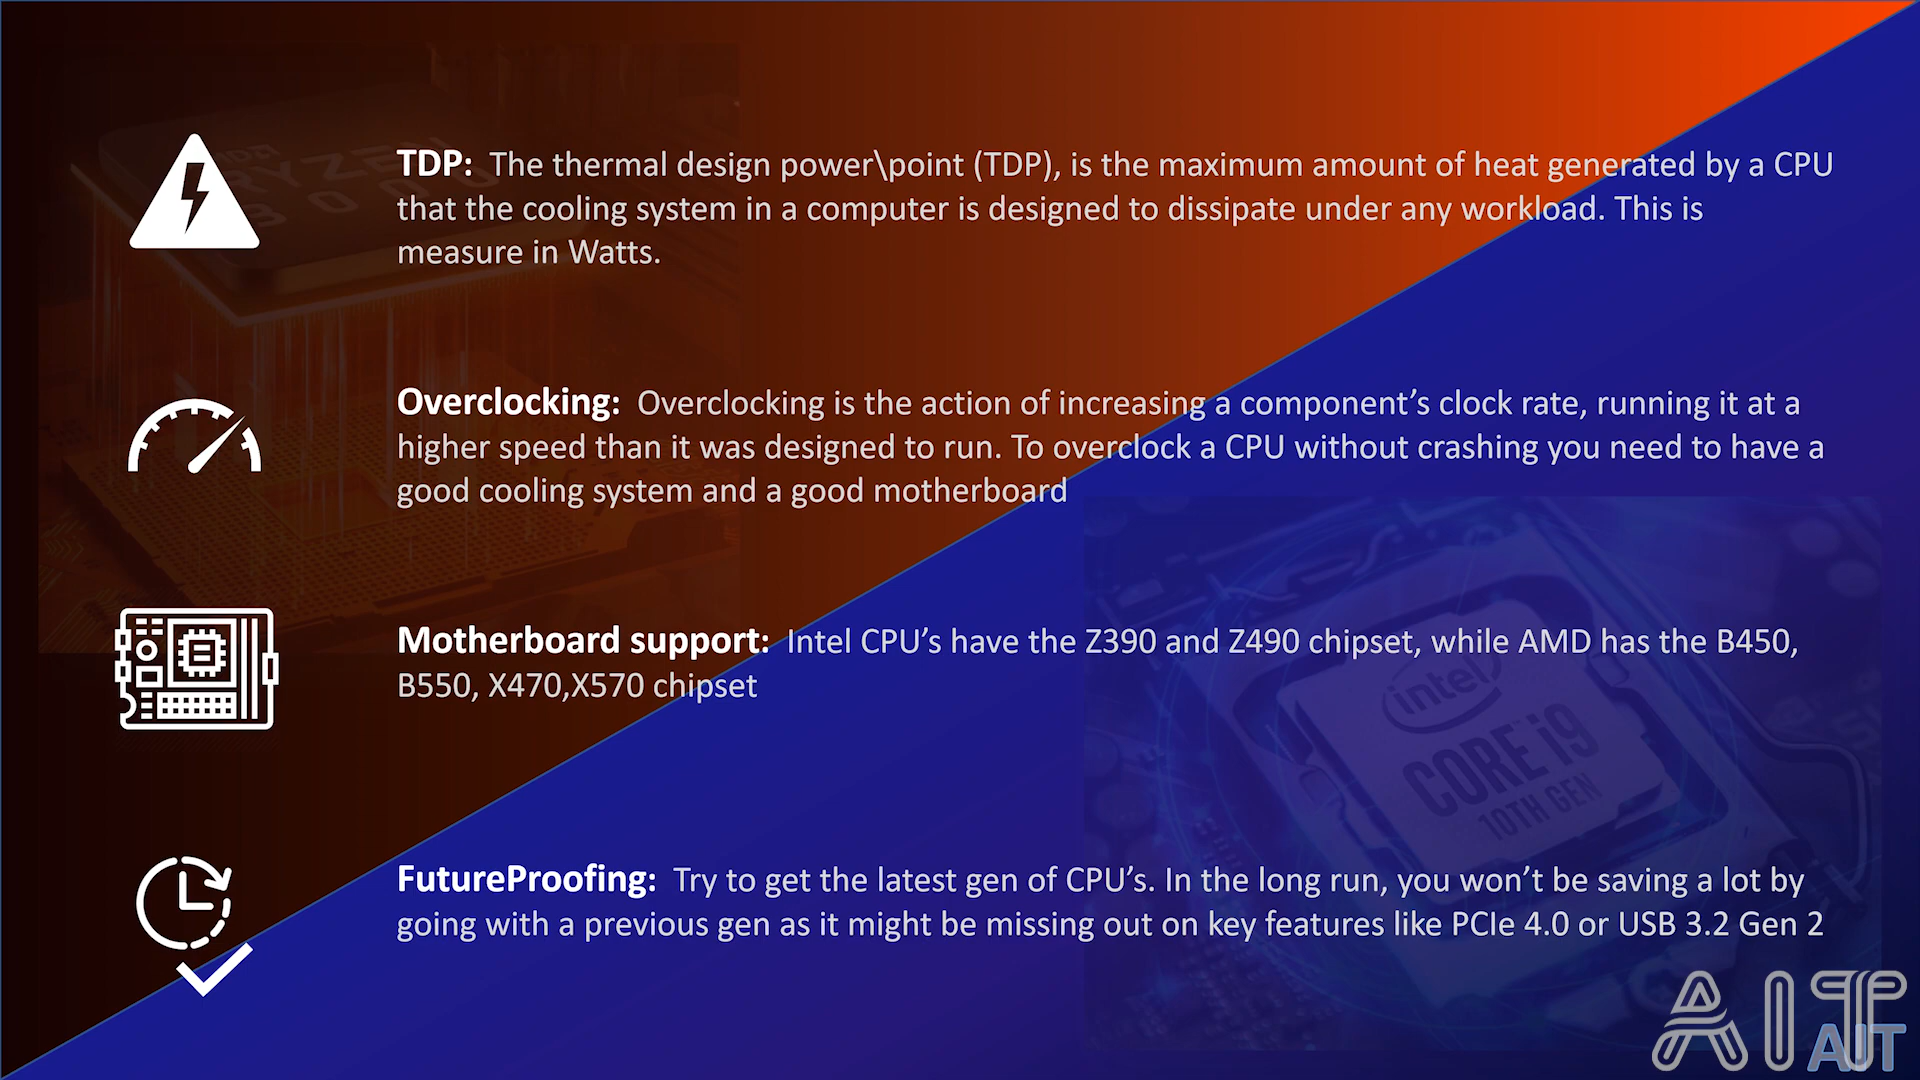 TDP: The thermal design power\point (TDP), is the maximum amount of heat generated by a CPU
that the cooling system in a computer is designed to dissipate under any workload. This is
measure in Watts.
Overclocking: Overclocking is the action of increasing a component’s clock rate, running it at a
higher speed than it was designed to run. To overclock a CPU without crashing you need to have a
good cooling system and a good motherboard
Motherboard support: Intel CPU’s have the Z390 and Z490 chipset, while AMD has the B450,
B550, X470,X570 chipset
intel
CORE i9
10TH GEN
FutureProofing: Try to get the latest gen of CPU’s. In the long run, you won’t be saving a lot by
going with a previous gen as it might be missing out on key features like PCIe 4.0 or USB 3.2 Gen 2
AIT
AIT